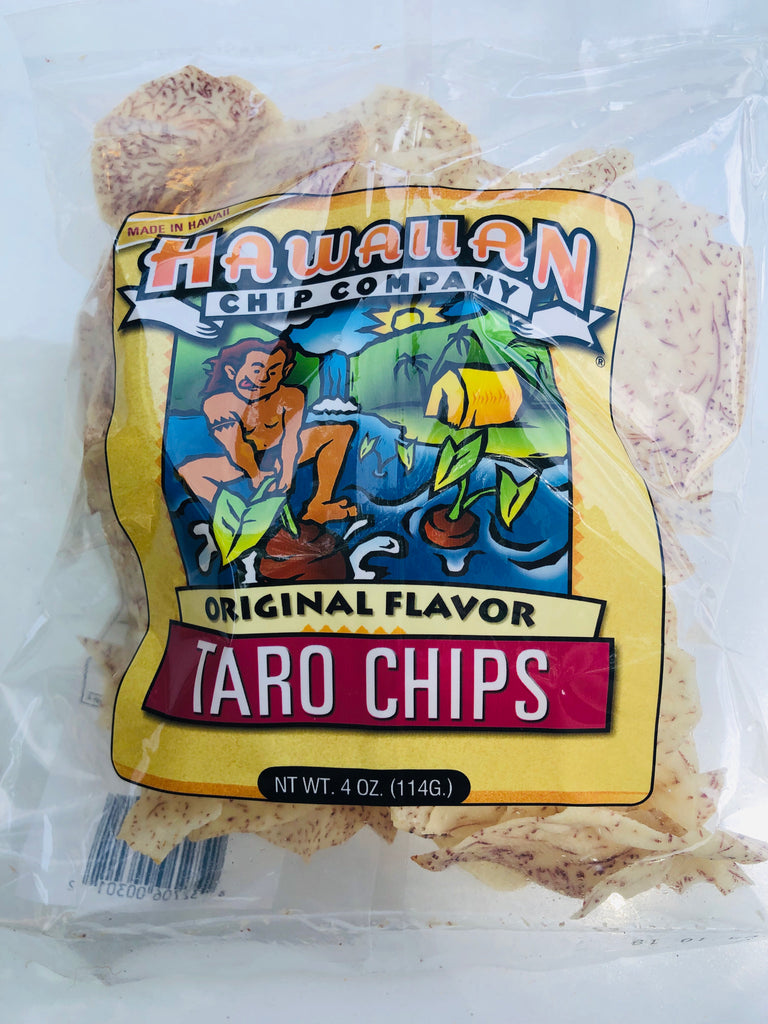 MADE IN HAWAII
HAWAIIAN
CHIP COMPANY
®
ORIGINAL FLAVOR
TARO CHIPS
NT WT. 4 OZ. (114G.)